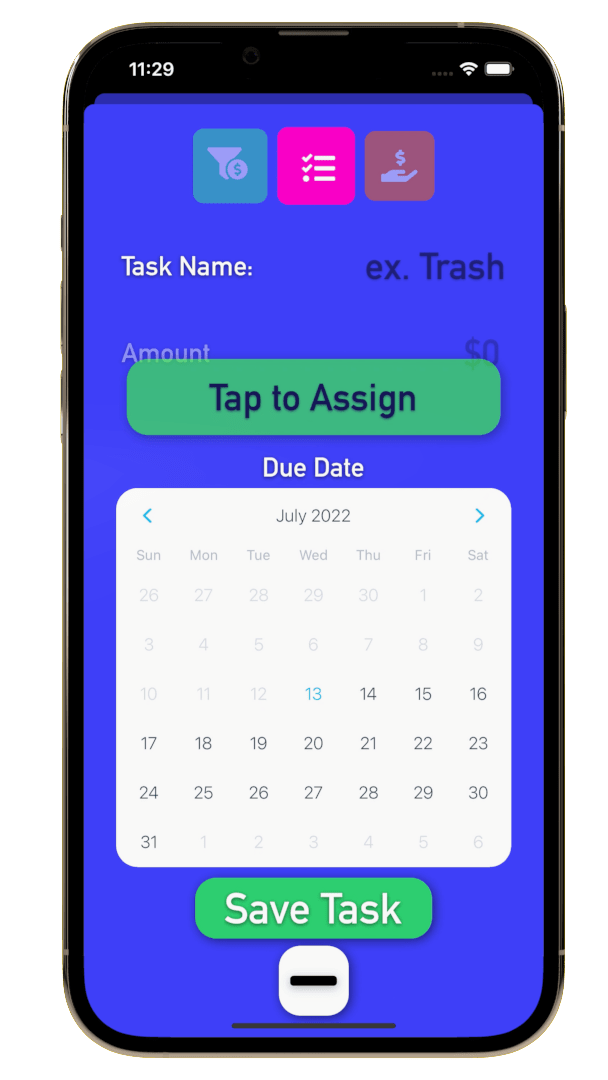 11:29
$
$
Task Name: ex. Trash
Amount $0
Tap to Assign
Due Date
July 2022
Sun Mon Tue Wed Thu Fri Sat
26 27 28 29 30 1 2
3 4 5 6 7 8 9
10 11 12 13 14 15 16
17 18 19 20 21 22 23
24 25 26 27 28 29 30
31 1 2 3 4 5 6
Save Task